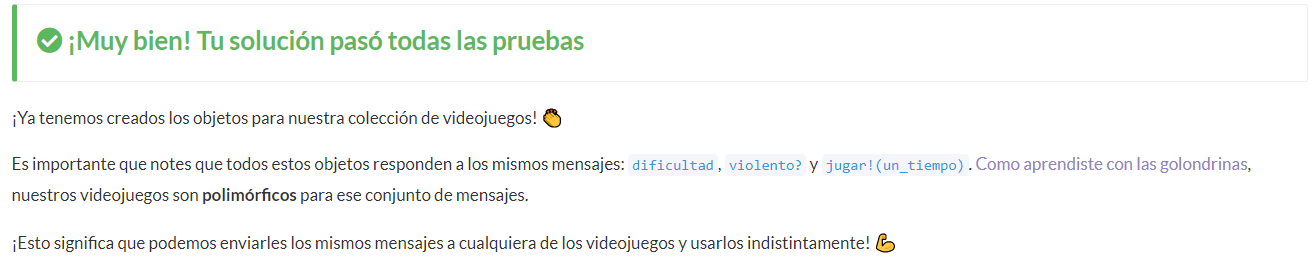 ¡Muy bien! Tu solución pasó todas las pruebas
¡Ya tenemos creados los objetos para nuestra colección de videojuegos! 👏
Es importante que notes que todos estos objetos responden a los mismos mensajes: dificultad, violento? y jugar!(un_tiempo). Como aprendiste con las golondrinas,
nuestros videojuegos son polimórficos para ese conjunto de mensajes.
¡Esto significa que podemos enviarles los mismos mensajes a cualquiera de los videojuegos y usarlos indistintamente! 💪